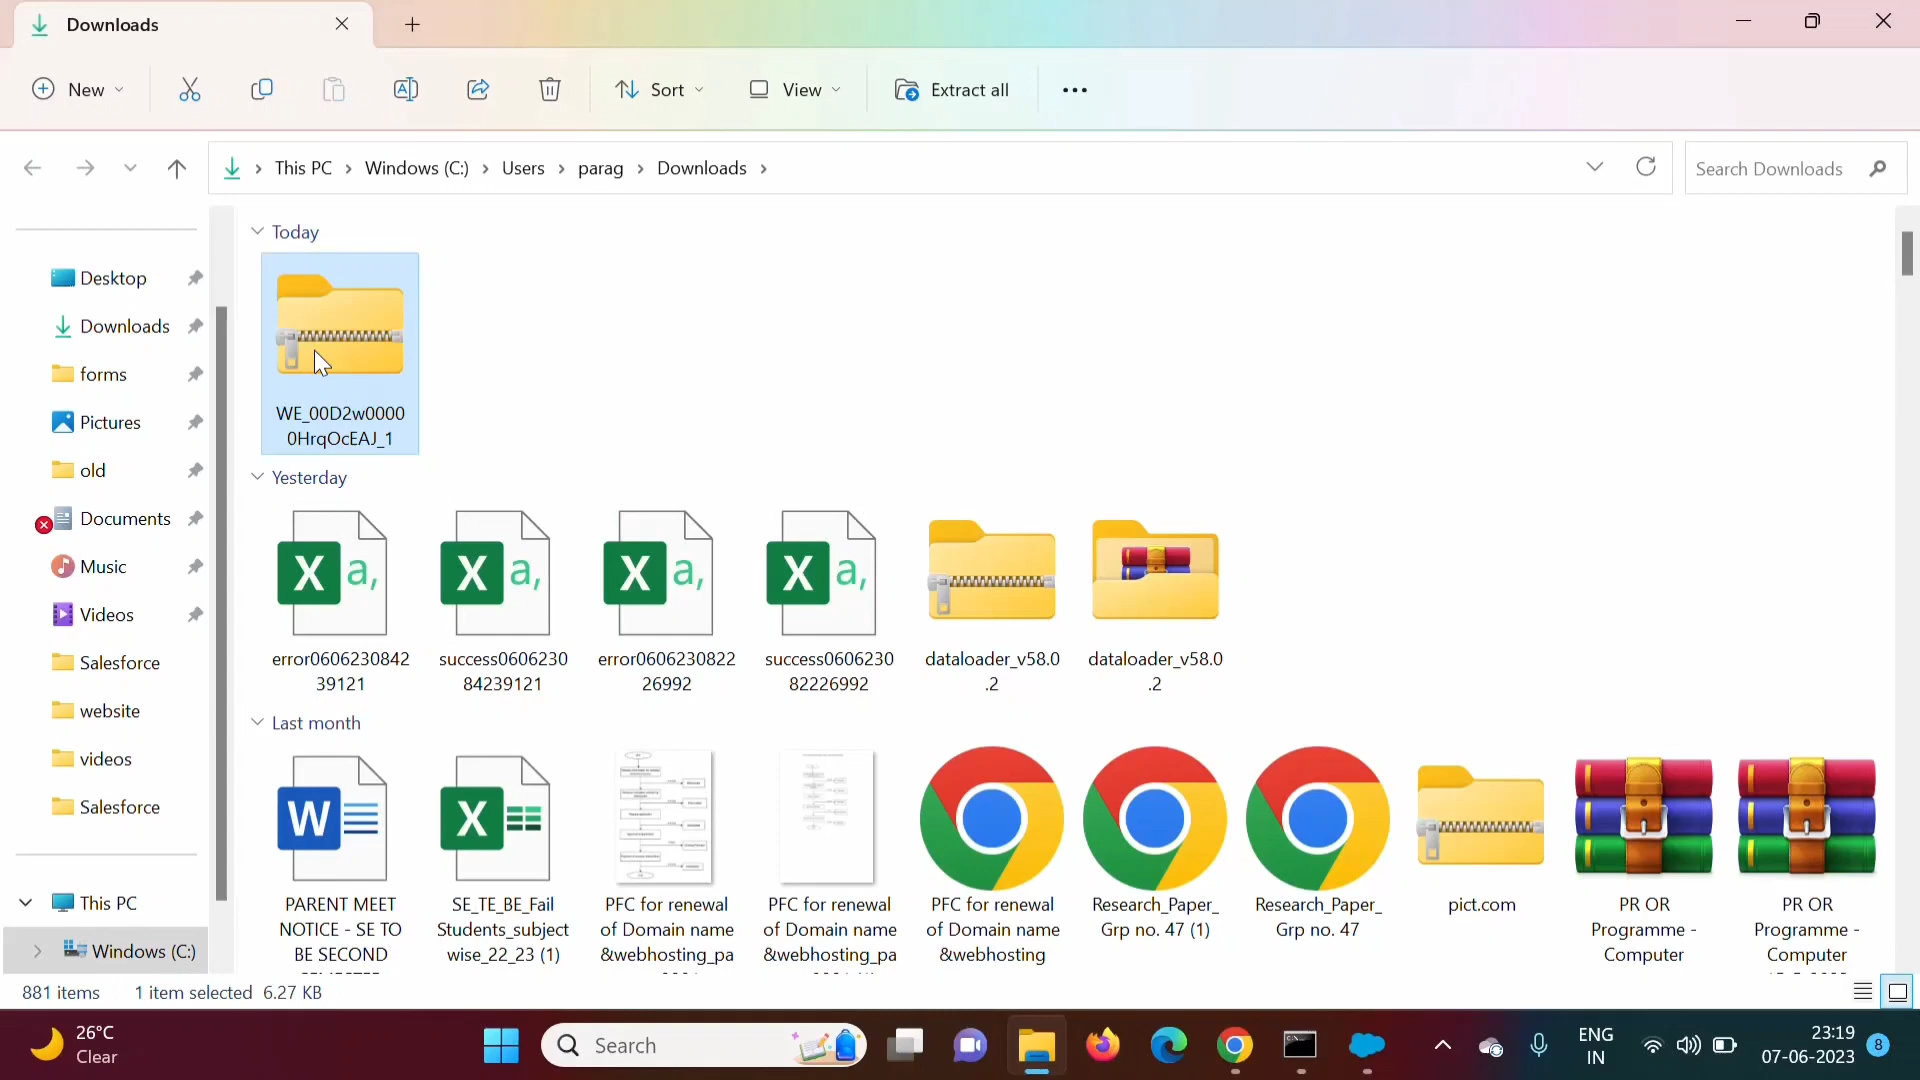 Downloads
New
Sort
View
Extract all
This PC
Windows (C:)
Users
parag
Downloads
Search Downloads
Desktop
Downloads
forms
Pictures
old
Documents
Music
Videos
Salesforce
website
videos
Salesforce
This PC
Windows (C:)
Today
WE_00D2w0000
0HrqOcEAJ_1
Yesterday
error0606230842
39121
success0606230
84239121
error0606230822
26992
success0606230
82226992
dataloader_v58.0
.2
dataloader_v58.0
.2
Last month
PARENT MEET
NOTICE - SE TO
BE SECOND
SE_TE_BE_Fail
Students_subject
wise_22_23 (1)
PFC for renewal
of Domain name
&webhosting_pa
PFC for renewal
of Domain name
&webhosting_pa
PFC for renewal
of Domain name
&webhosting
Research_Paper_
Grp no. 47 (1)
Research_Paper_
Grp no. 47
pict.com
PR OR
Programme -
Computer
PR OR
Programme -
Computer
881 items
1 item selected 6.27 KB
26°C
Clear
Search
ENG
IN
23:19
07-06-2023
8